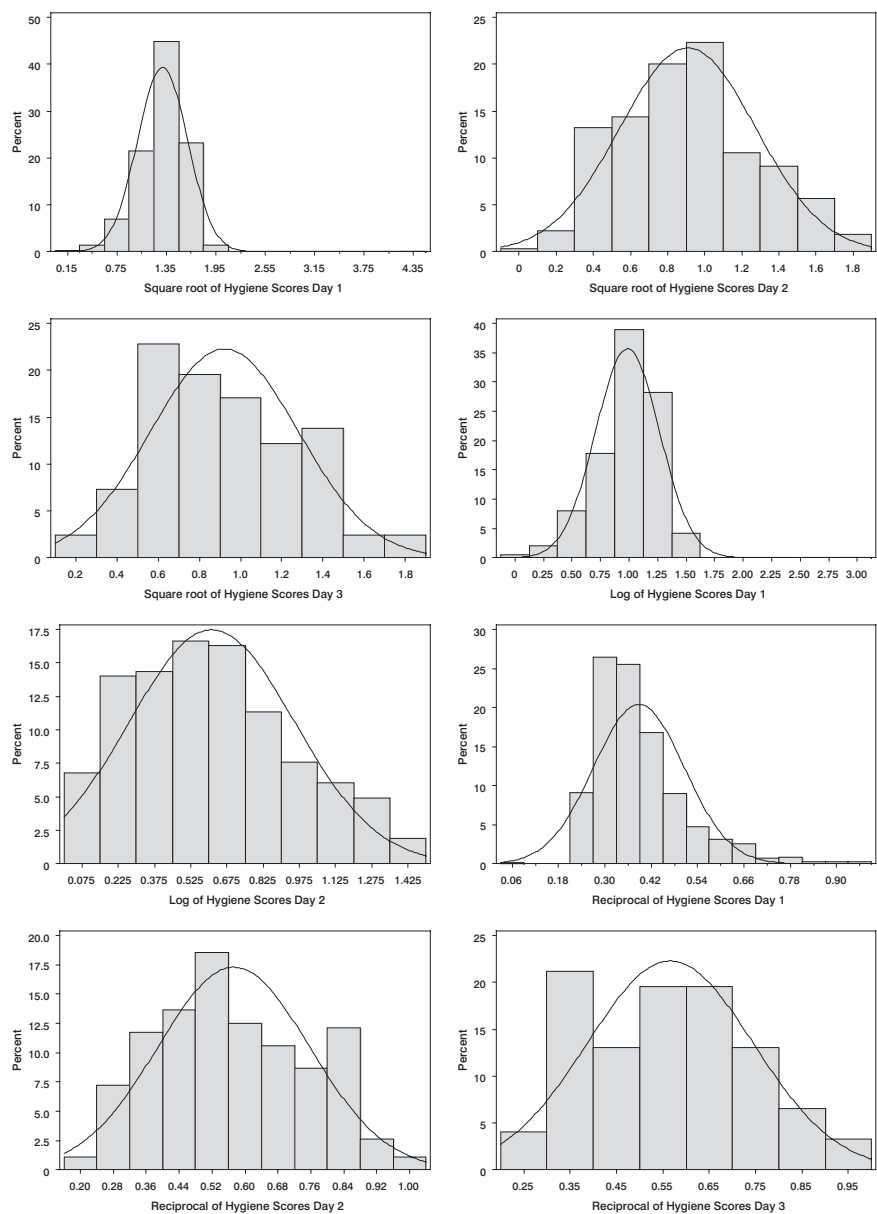 50
40
30
20
10
0
Percent
0.15 0.75 1.35 1.95 2.55 3.15 3.75 4.35
Square root of Hygiene Scores Day 1
25
20
15
10
5
0
Percent
0 0.2 0.4 0.6 0.8 1.0 1.2 1.4 1.6 1.8
Square root of Hygiene Scores Day 2
25
20
15
10
5
0
Percent
0.2 0.4 0.6 0.8 1.0 1.2 1.4 1.6 1.8
Square root of Hygiene Scores Day 3
40
35
30
25
20
15
10
5
0
Percent
0 0.25 0.50 0.75 1.00 1.25 1.50 1.75 2.00 2.25 2.50 2.75 3.00
Log of Hygiene Scores Day 1
17.5
15.0
12.5
10.0
7.5
5.0
2.5
0
Percent
0.075 0.225 0.375 0.525 0.675 0.825 0.975 1.125 1.275 1.425
Log of Hygiene Scores Day 2
30
25
20
15
10
5
0
Percent
0.06 0.18 0.30 0.42 0.54 0.66 0.78 0.90
Reciprocal of Hygiene Scores Day 1
20.0
17.5
15.0
12.5
10.0
7.5
5.0
2.5
0
Percent
0.20 0.28 0.36 0.44 0.52 0.60 0.68 0.76 0.84 0.92 1.00
Reciprocal of Hygiene Scores Day 2
25
20
15
10
5
0
Percent
0.25 0.35 0.45 0.55 0.65 0.75 0.85 0.95
Reciprocal of Hygiene Scores Day 3